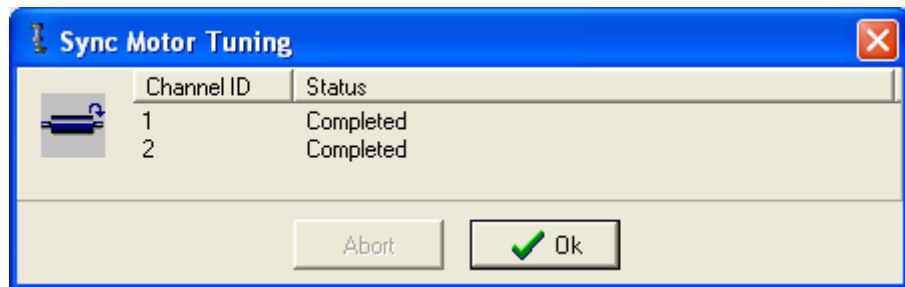 Sync Motor Tuning
Channel ID Status
1 Completed
2 Completed
Abort Ok